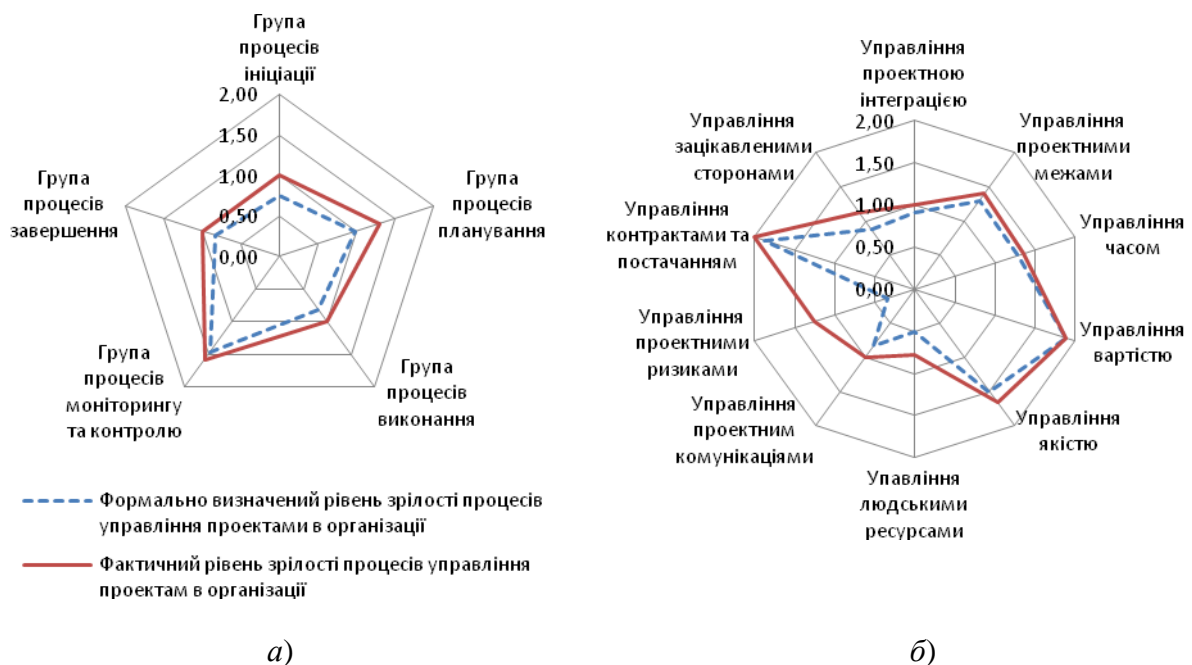 Група
процесів
ініціації
2,00
1,50
1,00
0,50
0,00
Група
процесів
планування
Група
процесів
виконання
Група
процесів
моніторингу
та контролю
Група
процесів
завершення
Формально визначений рівень зрілості процесів
управління проектами в організації
Фактичний рівень зрілості процесів управління
проектам в організації
а)
Управління
проектною
інтеграцією
2,00
1,50
1,00
0,50
0,00
Управління
проектними
межами
Управління
часом
Управління
вартістю
Управління
якістю
Упавління
людськими
ресурсами
Управління
проектним
комунікаціями
Управління
проектними
ризиками
Управління
контрактами та
постачанням
Управління
зацікавленими
сторонами
б)